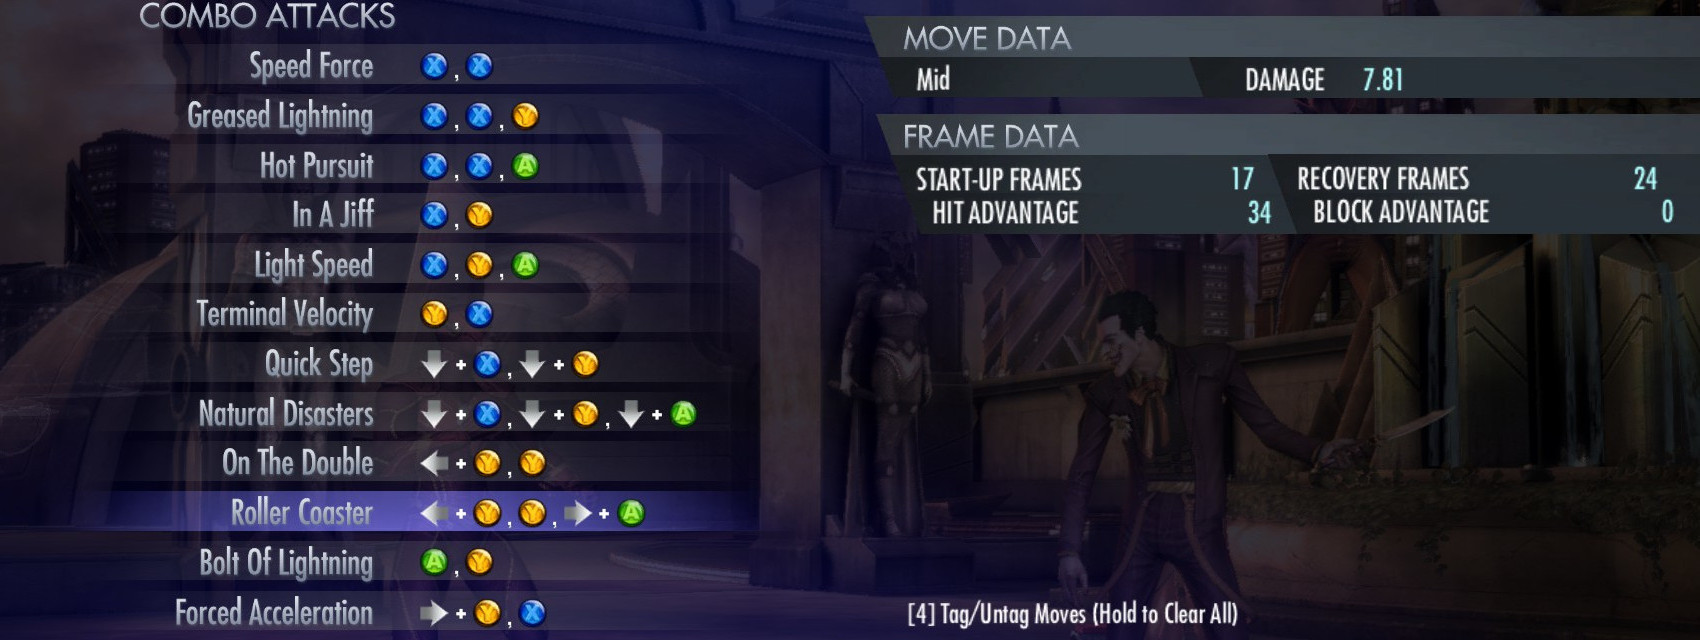 COMBO ATTACKS
Speed Force X , X
Greased Lightning X , X , Y
Hot Pursuit X , X , A
In A Jiff X , Y
Light Speed X , Y , A
Terminal Velocity Y , X
Quick Step + X , + Y
Natural Disasters + X , + Y , + A
On The Double + Y , Y
Roller Coaster + Y , Y , + A
Bolt Of Lightning A , Y
Forced Acceleration + Y , X
MOVE DATA
Mid DAMAGE 7.81
FRAME DATA
START-UP FRAMES 17 RECOVERY FRAMES 24
HIT ADVANTAGE 34 BLOCK ADVANTAGE 0
[4] Tag/Untag Moves (Hold to Clear All)